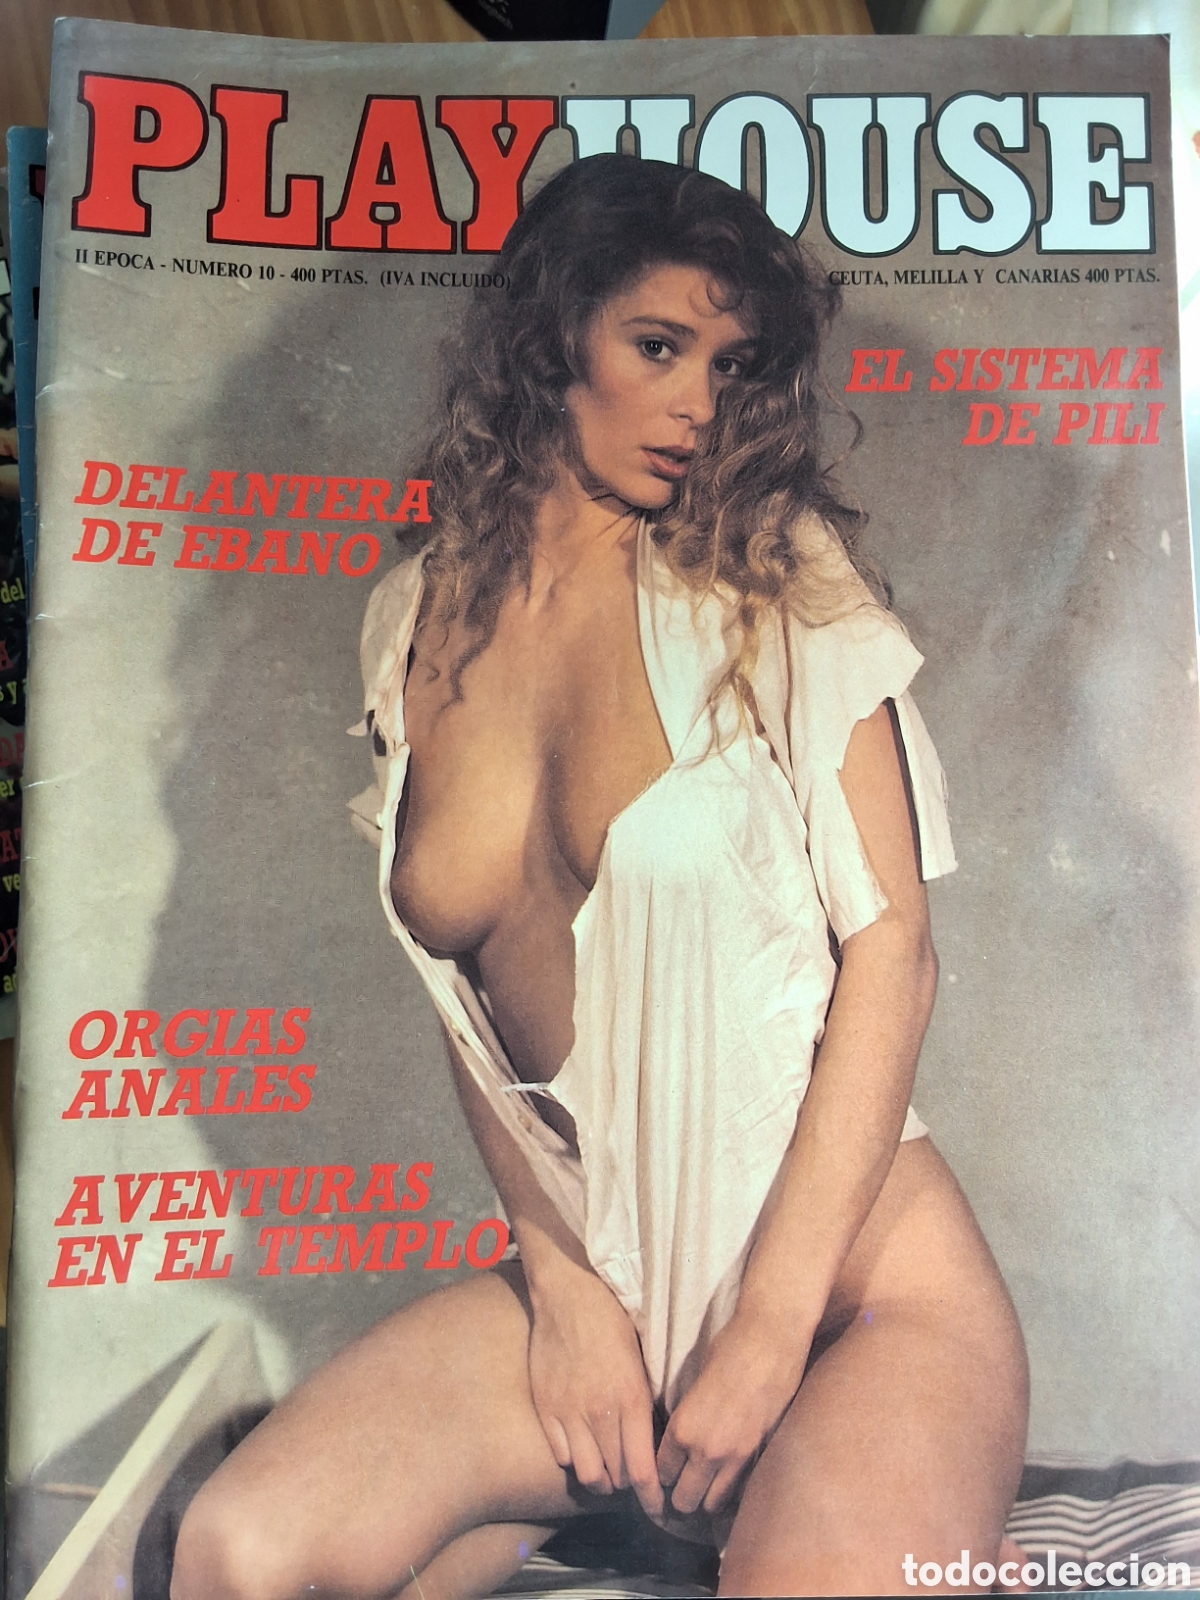 PLAYHOUSE
II EPOCA - NUMERO 10 - 400 PTAS. (IVA INCLUIDO)
CEUTA, MELILLA Y CANARIAS 400 PTAS.
EL SISTEMA
DE PILI
DELANTERA
DE EBANO
ORGIAS
ANALES
AVENTURAS
EN EL TEMPLO
del
todocoleccion